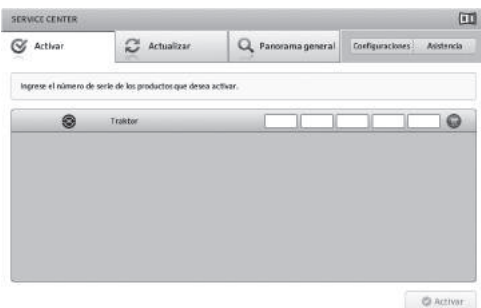 SERVICE CENTER
Activar
Actualizar
Panorama general
Configuraciones
Asistencia
Ingrese el número de serie de los productos que desea activar.
Traktor
Activar